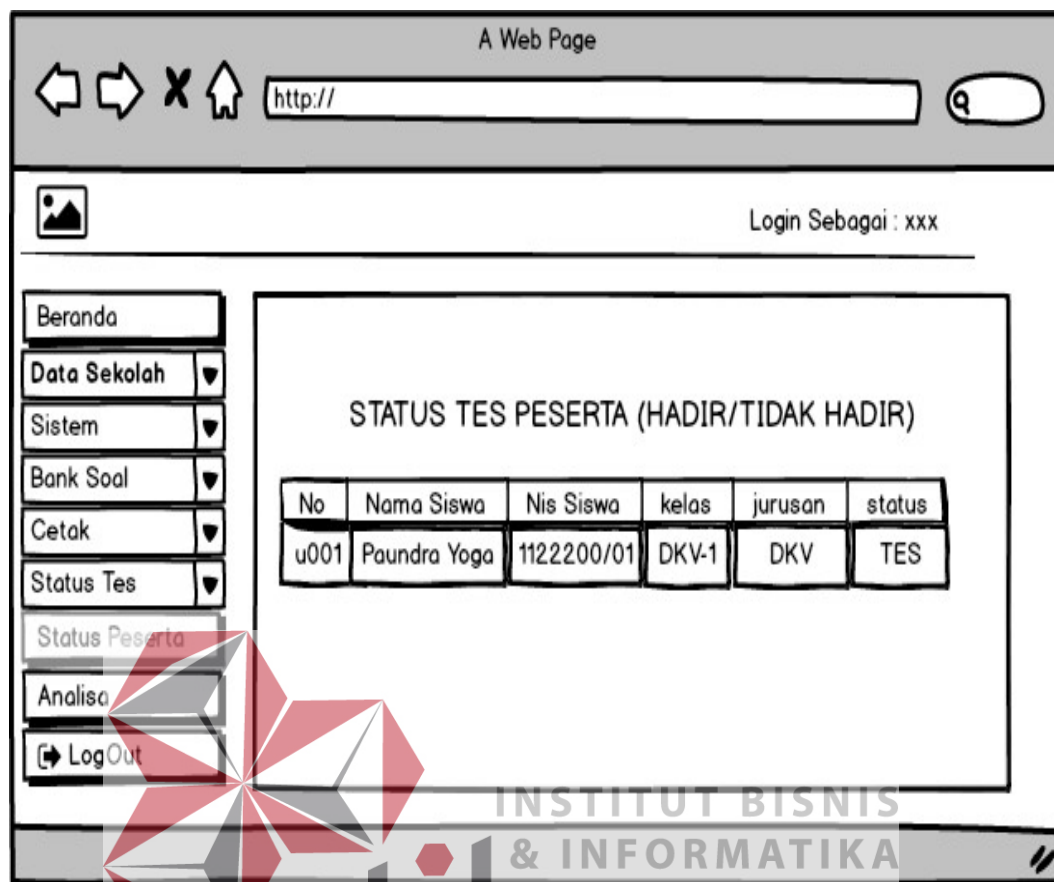 A Web Page
http://
Login Sebagai : xxx
Beranda
Data Sekolah
Sistem
Bank Soal
Cetak
Status Tes
Status Peserta
Analisa
LogOut
STATUS TES PESERTA (HADIR/TIDAK HADIR)
No Nama Siswa Nis Siswa kelas jurusan status
u001 Paundra Yoga 1122200/01 DKV-1 DKV TES
INSTITUT BISNIS
& INFORMATIKA